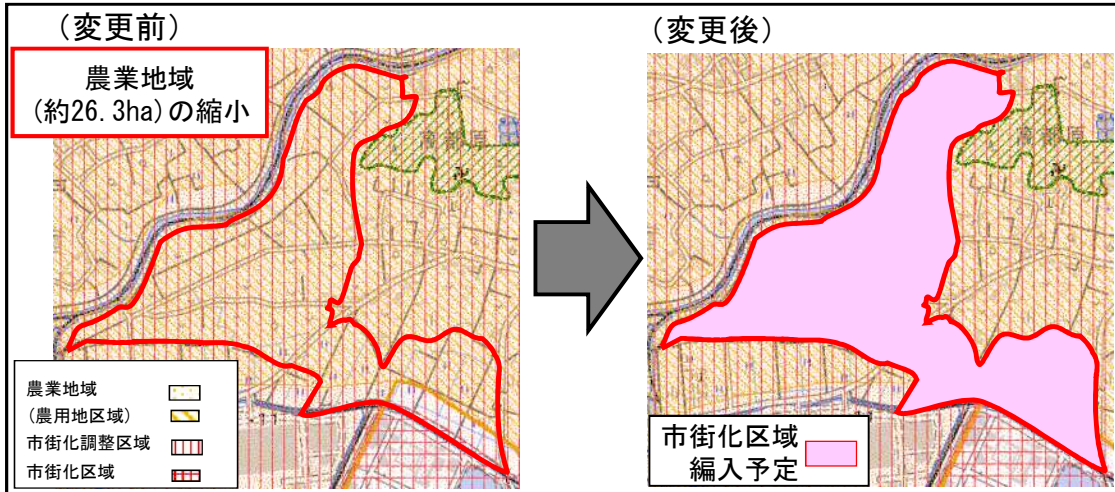 (変更前)
農業地域
(約26.3ha)の縮小
農業地域
(農用地区域)
市街化調整区域
市街化区域
(変更後)
市街化区域
編入予定